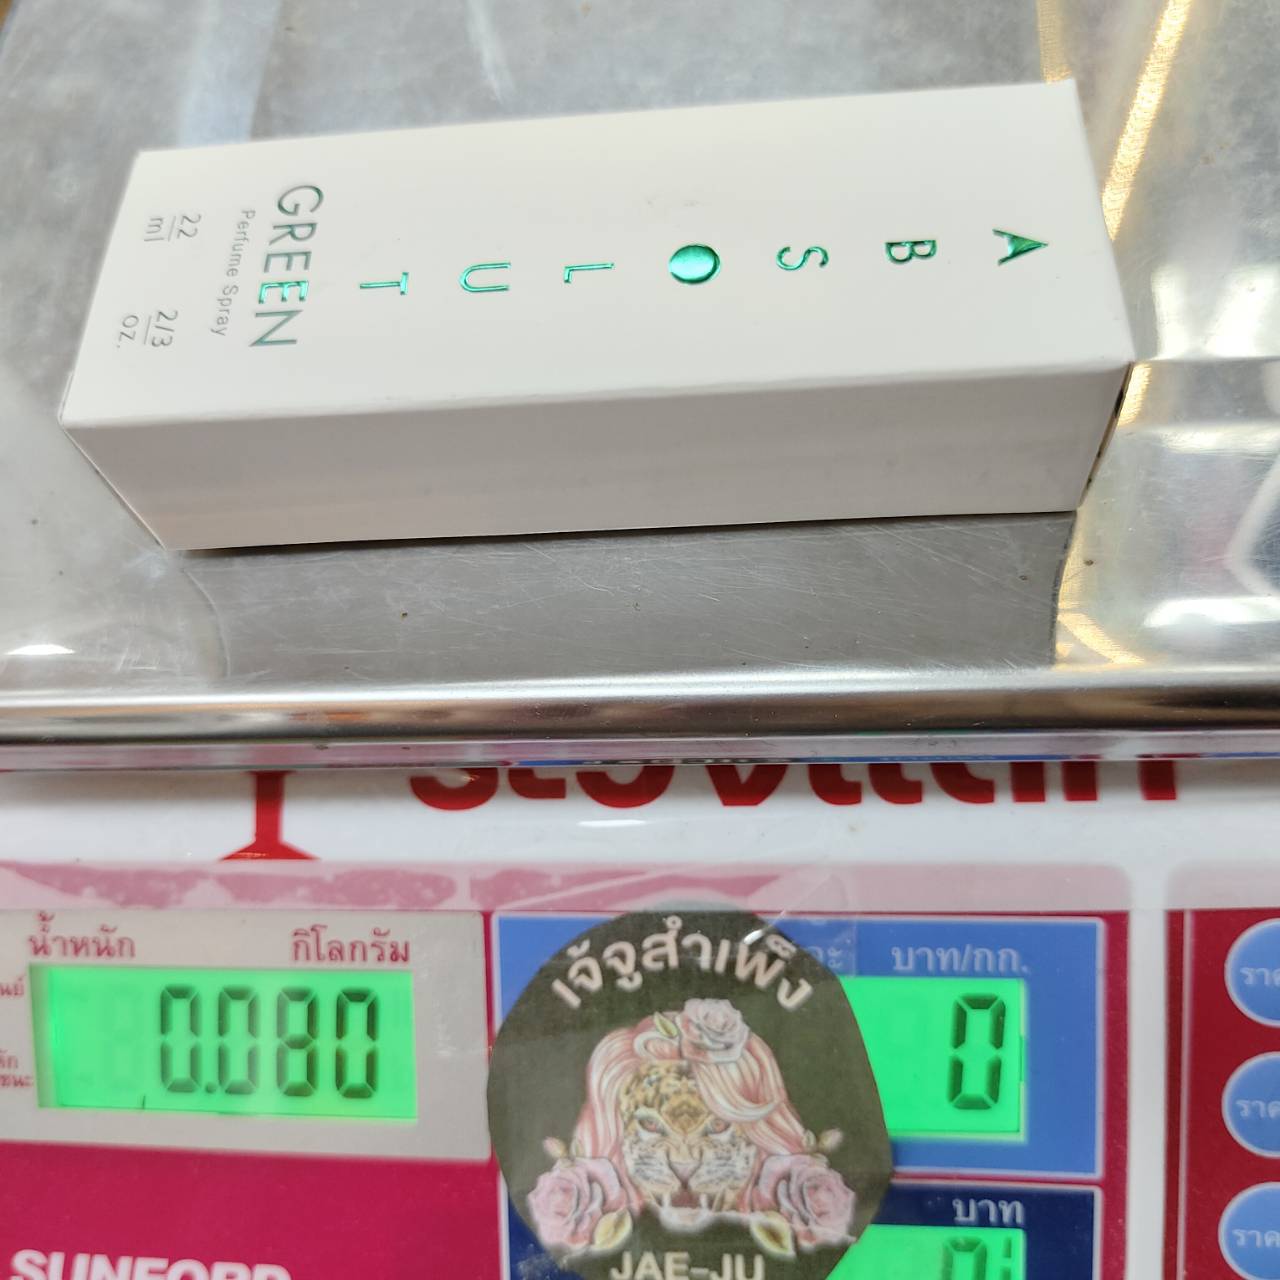 ABSOLUT
GREEN
Perfume Spray
22 ml
2/3 oz.
น้ำหนัก กิโลกรัม
0.080
บาท/กก.
0
เจ้จูสำเพ็ง
JAE-JU
บาท
SUNFORD